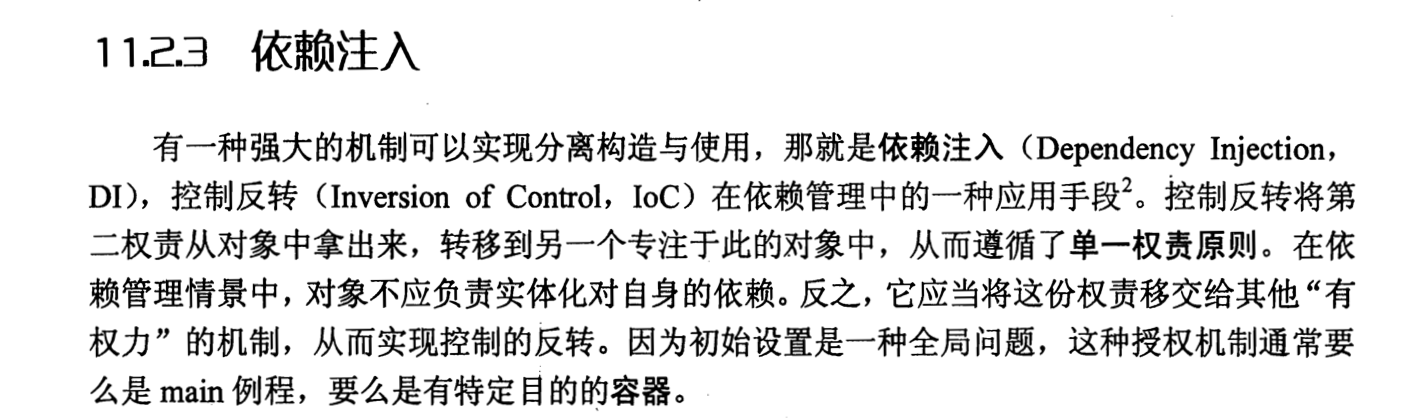 11.2.3 依赖注入
有一种强大的机制可以实现分离构造与使用，那就是依赖注入（Dependency Injection，
DI），控制反转（Inversion of Control，IoC）在依赖管理中的一种应用手段2。控制反转将第
二权责从对象中拿出来，转移到另一个专注于此的对象中，从而遵循了单一权责原则。在依
赖管理情景中，对象不应负责实体化对自身的依赖。反之，它应当将这份权责移交给其他“有
权力”的机制，从而实现控制的反转。因为初始设置是一种全局问题，这种授权机制通常要
么是 main 例程，要么是有特定目的的容器。